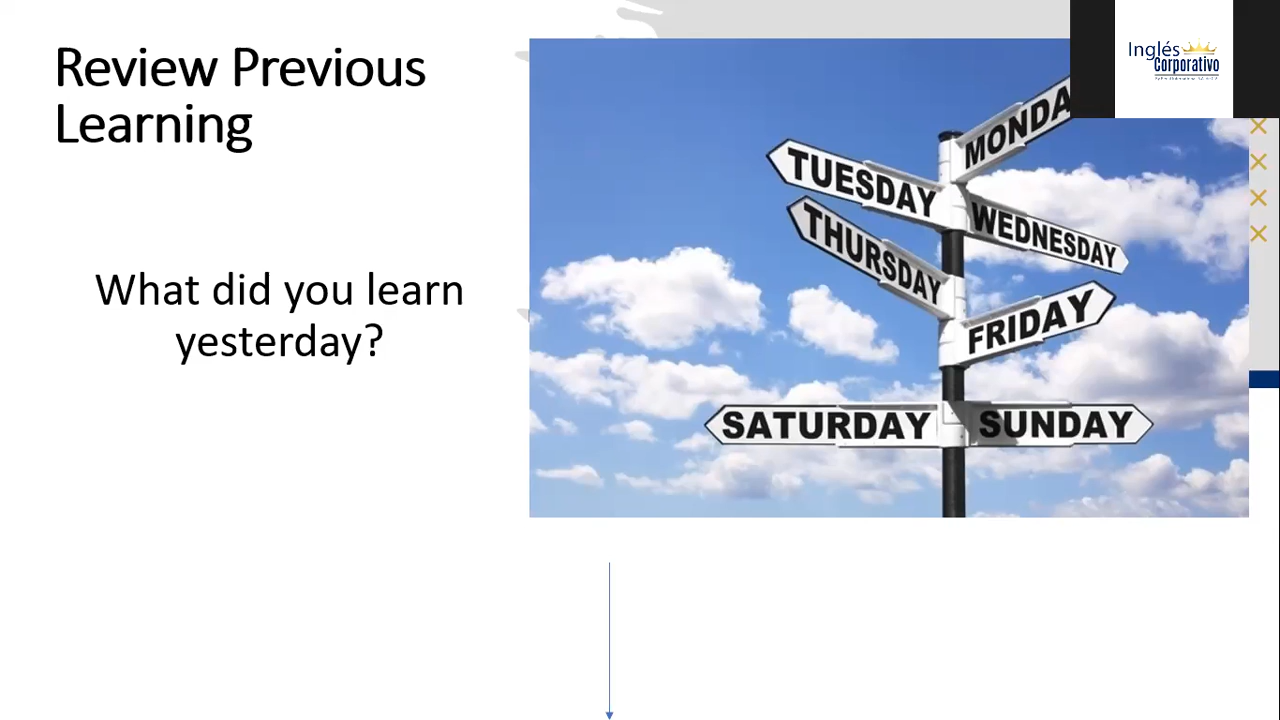 Review Previous
Learning
What did you learn
yesterday?
MONDA
TUESDAY
WEDNESDAY
THURSDAY
FRIDAY
SATURDAY
SUNDAY
Inglés
Corporativo